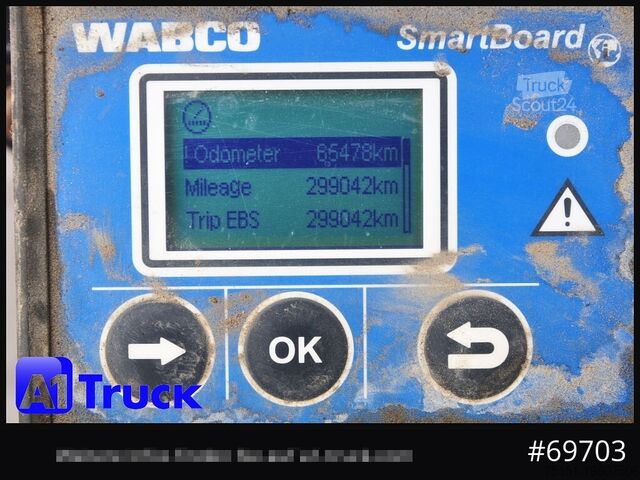 WABCO SmartBoard
Truck
Scout24
Odometer 65478km
Mileage 299042km
Trip EBS 299042km
OK
A1 Truck
#69703